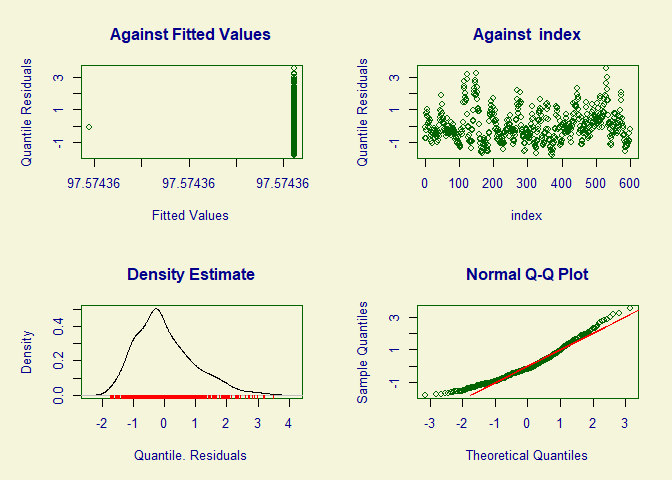 Against Fitted Values
Quantile Residuals
-1 1 3
97.57436 97.57436 97.57436
Fitted Values
Against index
Quantile Residuals
-1 1 3
0 100 200 300 400 500 600
index
Density Estimate
Density
0.0 0.2 0.4
-2 -1 0 1 2 3 4
Quantile. Residuals
Normal Q-Q Plot
Sample Quantiles
-1 1 3
-3 -2 -1 0 1 2 3
Theoretical Quantiles